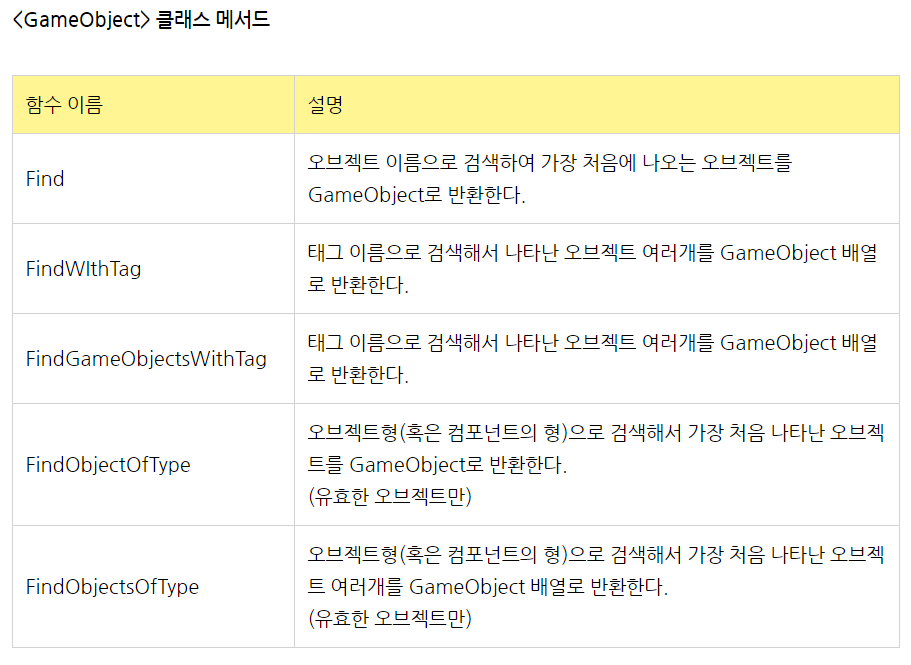 <GameObject> 클래스 메서드
함수 이름
설명
Find
오브젝트 이름으로 검색하여 가장 처음에 나오는 오브젝트를
GameObject로 반환한다.
FindWIthTag
태그 이름으로 검색해서 나타난 오브젝트 여러개를 GameObject 배열
로 반환한다.
FindGameObjectsWithTag
태그 이름으로 검색해서 나타난 오브젝트 여러개를 GameObject 배열
로 반환한다.
FindObjectOfType
오브젝트형(혹은 컴포넌트의 형)으로 검색해서 가장 처음 나타난 오브젝
트를 GameObject로 반환한다.
(유효한 오브젝트만)
FindObjectsOfType
오브젝트형(혹은 컴포넌트의 형)으로 검색해서 가장 처음 나타난 오브젝
트 여러개를 GameObject 배열로 반환한다.
(유효한 오브젝트만)